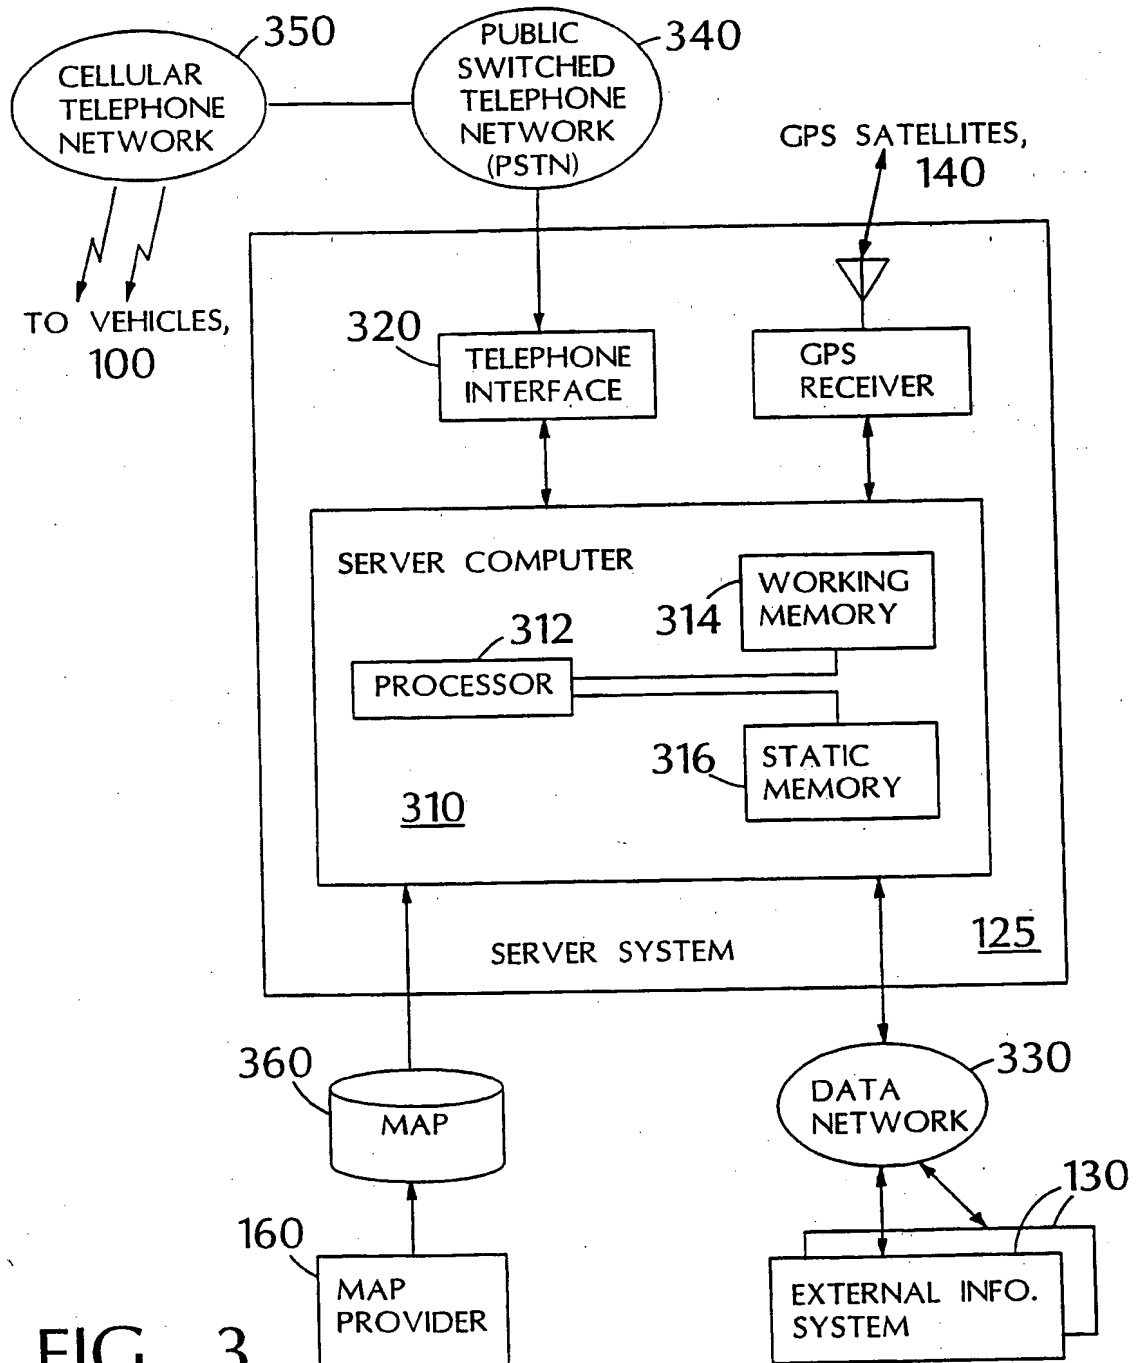 350
CELLULAR
TELEPHONE
NETWORK
PUBLIC
SWITCHED
TELEPHONE
NETWORK
(PSTN)
340
GPS SATELLITES,
140
TO VEHICLES,
100
320
TELEPHONE
INTERFACE
GPS
RECEIVER
SERVER COMPUTER
312
PROCESSOR
314
WORKING
MEMORY
316
STATIC
MEMORY
310
SERVER SYSTEM
125
360
MAP
330
DATA
NETWORK
130
160
MAP
PROVIDER
EXTERNAL INFO.
SYSTEM
FIG. 3